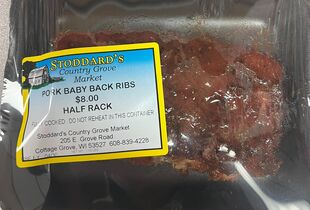 STODDARD'S
Country Grove
Market
PORK BABY BACK RIBS
$8.00
HALF RACK
FULLY COOKED. DO NOT REHEAT IN THIS CONTAINER
Stoddard's Country Grove Market
205 E. Grove Road
Cottage Grove, WI 53527 608-839-4228